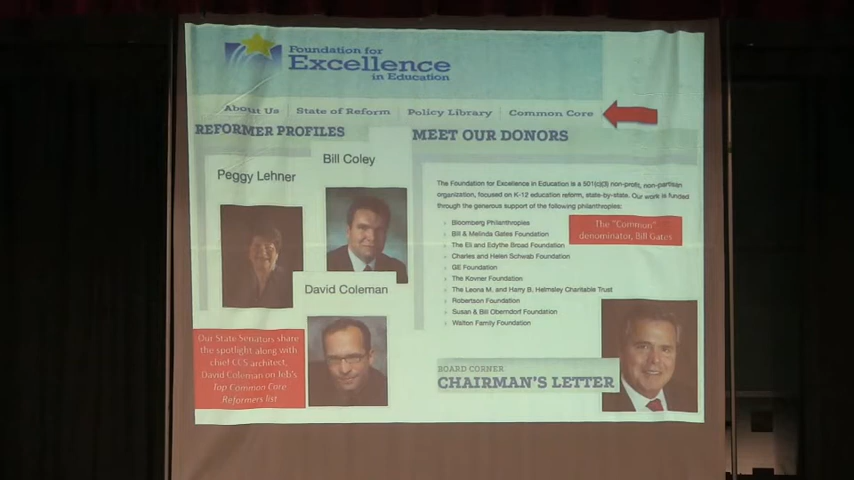 Foundation for
Excellence
in Education
About Us | State of Reform | Policy Library | Common Core
REFORMER PROFILES
MEET OUR DONORS
Bill Coley
Peggy Lehner
David Coleman
Our State Senators share
the spotlight along with
chief CCS architect,
David Coleman on Jeb's
Top Common Core
Reformers list
The Foundation for Excellence in Education is a 501(c)(3) non-profit, non-partisan
organization, focused on K-12 education reform, state-by-state. Our work is funded
through the generous support of the following philanthropies:
Bloomberg Philanthropies
Bill & Melinda Gates Foundation
The Eli and Edythe Broad Foundation
Charles and Helen Schwab Foundation
GE Foundation
The Kovner Foundation
The Leona M. and Harry B. Helmsley Charitable Trust
Robertson Foundation
Susan & Bill Oberndorf Foundation
Walton Family Foundation
The "Commun"
denominator, Bill Gates
BOARD CORNER
CHAIRMAN'S LETTER